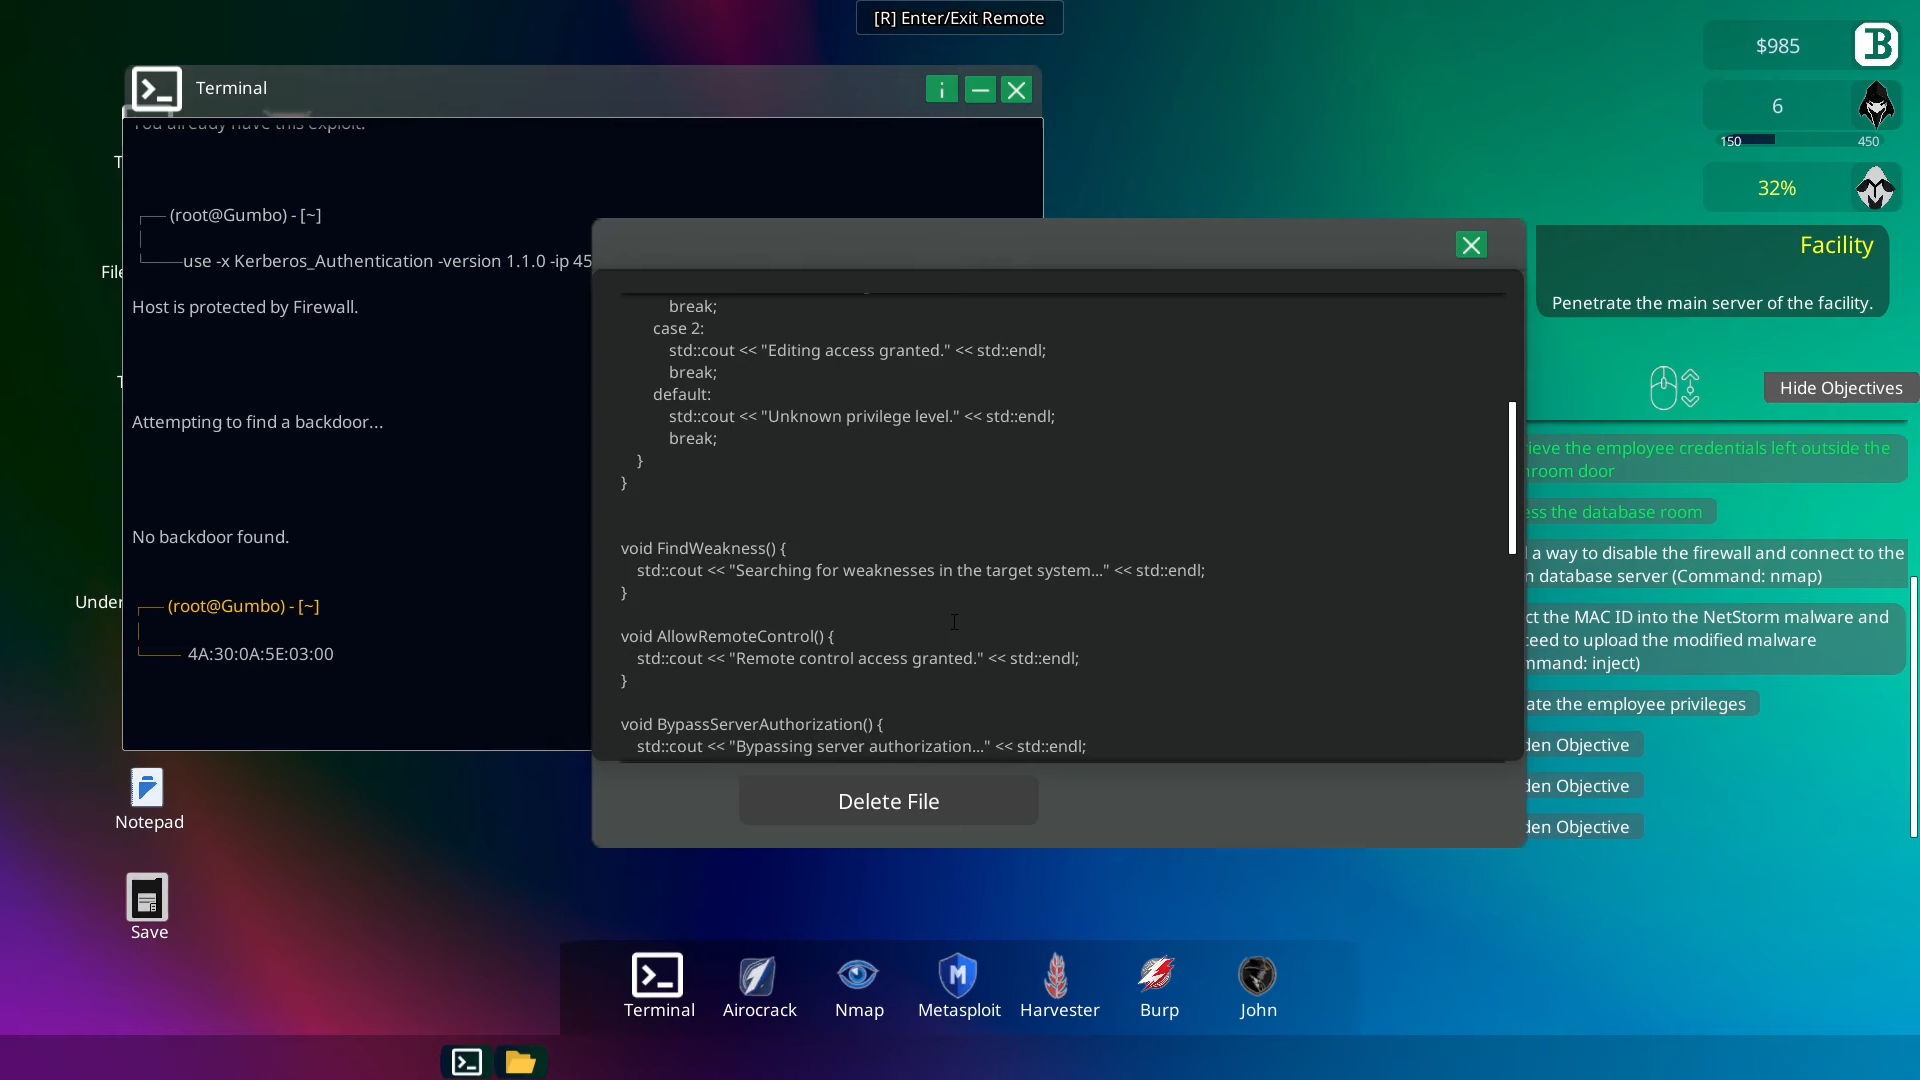 [R] Enter/Exit Remote
$985
B
6
150
450
32%
Facility
Penetrate the main server of the facility.
Hide Objectives
Terminal
You already have this exploit.
(root@Gumbo) - [~]
use -x Kerberos_Authentication -version 1.1.0 -ip 45
Host is protected by Firewall.
Attempting to find a backdoor...
No backdoor found.
(root@Gumbo) - [~]
4A:30:0A:5E:03:00
break;
case 2:
std::cout << "Editing access granted." << std::endl;
break;
default:
std::cout << "Unknown privilege level." << std::endl;
break;
}
}
void FindWeakness() {
std::cout << "Searching for weaknesses in the target system..." << std::endl;
}
void AllowRemoteControl() {
std::cout << "Remote control access granted." << std::endl;
}
void BypassServerAuthorization() {
std::cout << "Bypassing server authorization..." << std::endl;
Delete File
ieve the employee credentials left outside the
room door
ess the database room
a way to disable the firewall and connect to the
n database server (Command: nmap)
ct the MAC ID into the NetStorm malware and
eed to upload the modified malware
mmand: inject)
ate the employee privileges
den Objective
den Objective
den Objective
T
File
T
Under
Notepad
Save
Terminal
Airocrack
Nmap
M
Metasploit
Harvester
Burp
John